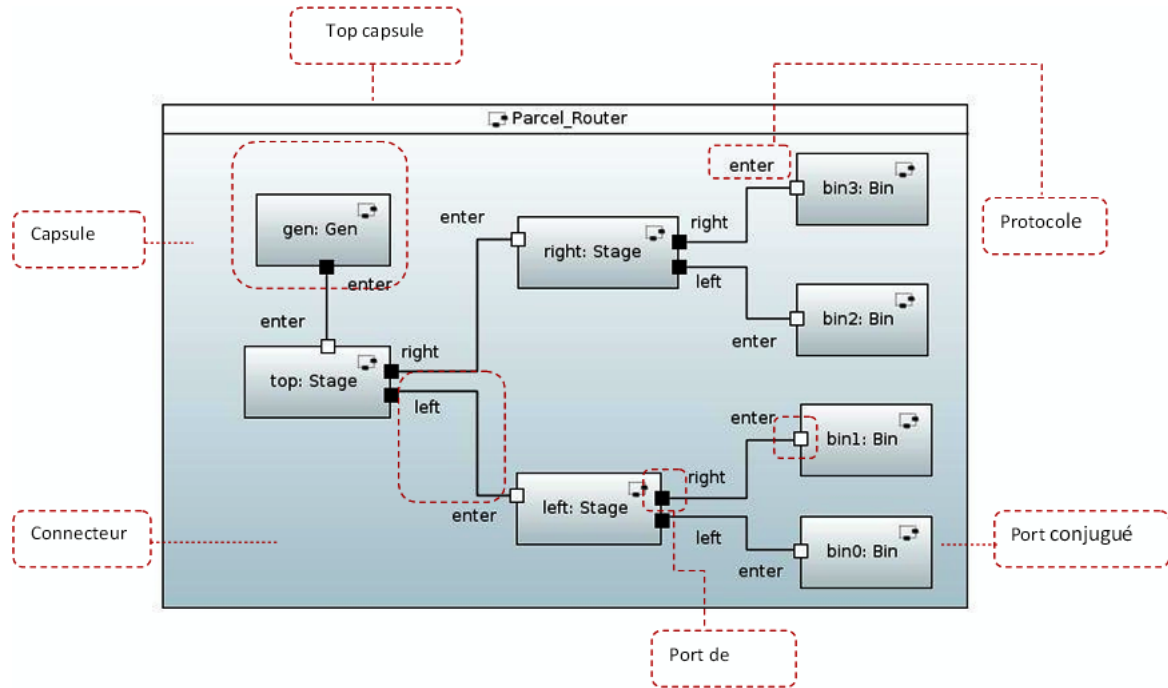 Top capsule
Protocole
Capsule
Connecteur
Port conjugué
Port de
Parcel_Router
gen: Gen
enter
enter
top: Stage
right
left
enter
right: Stage
right
left
enter
bin3: Bin
enter
bin2: Bin
enter
left: Stage
right
left
enter
bin1: Bin
enter
bin0: Bin